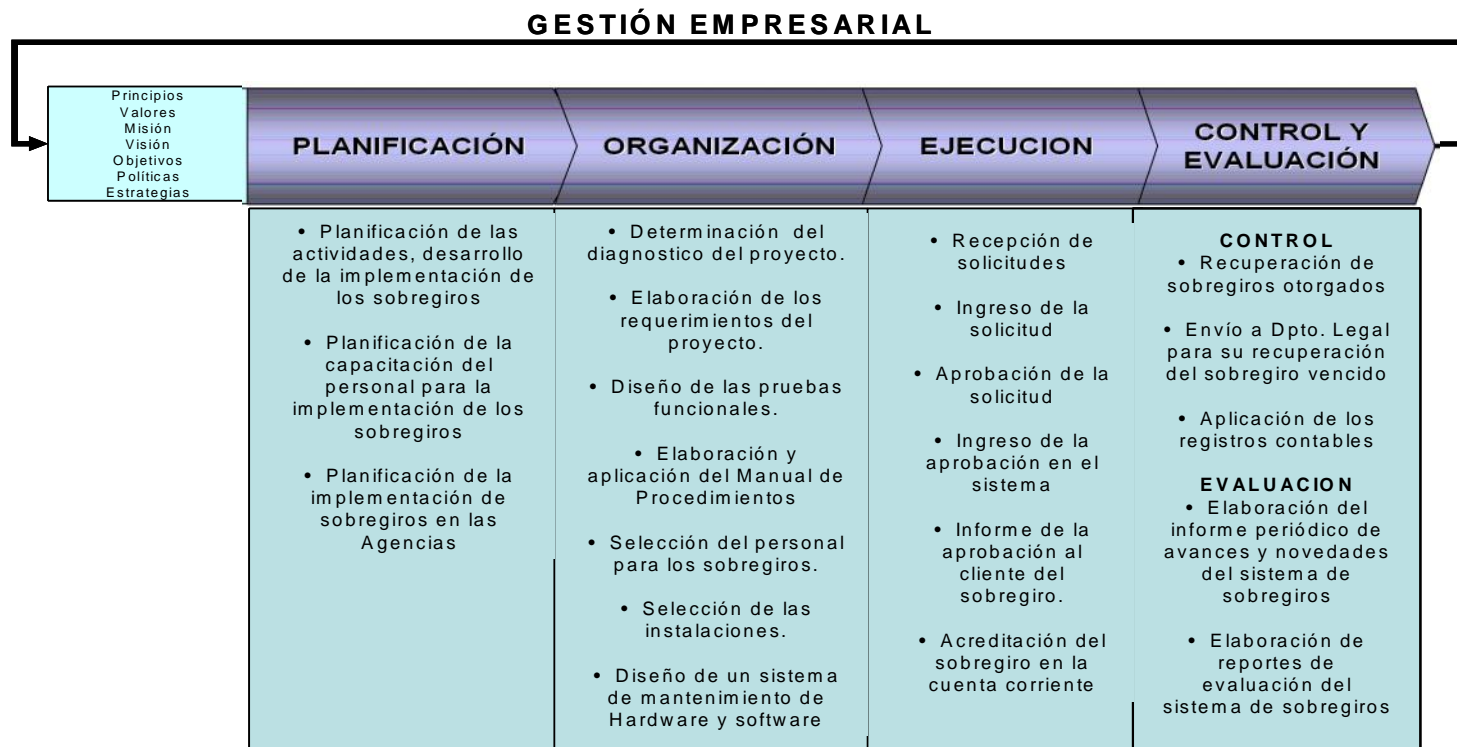 GESTIÓN EMPRESARIAL
Principios
Valores
Misión
Visión
Objetivos
Políticas
Estrategias
PLANIFICACIÓN
ORGANIZACIÓN
EJECUCION
CONTROL Y
EVALUACIÓN
• Planificación de las
actividades, desarrollo
de la implementación de
los sobregiros
• Planificación de la
capacitación del
personal para la
implementación de los
sobregiros
• Planificación de la
implementación de
sobregiros en las
Agencias
• Determinación del
diagnostico del proyecto.
• Elaboración de los
requerimientos del
proyecto.
• Diseño de las pruebas
funcionales.
• Elaboración y
aplicación del Manual de
Procedimientos
• Selección del personal
para los sobregiros.
• Selección de las
instalaciones.
• Diseño de un sistema
de mantenimiento de
Hardware y software
• Recepción de
solicitudes
• Ingreso de la
solicitud
• Aprobación de la
solicitud
• Ingreso de la
aprobación en el
sistema
• Informe de la
aprobación al
cliente del
sobregiro.
• Acreditación del
sobregiro en la
cuenta corriente
CONTROL
• Recuperación de
sobregiros otorgados
• Envío a Dpto. Legal
para su recuperación
del sobregiro vencido
• Aplicación de los
registros contables
EVALUACION
• Elaboración del
informe periódico de
avances y novedades
del sistema de
sobregiros
• Elaboración de
reportes de
evaluación del
sistema de sobregiros